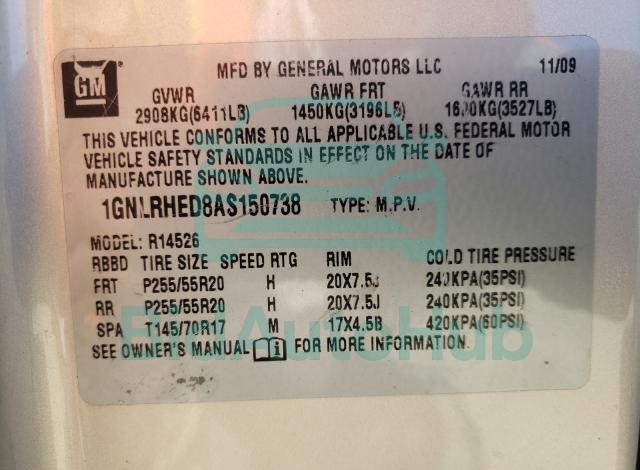 GM
MFD BY GENERAL MOTORS LLC 11/09
GVWR GAWR FRT GAWR RR
2908KG(6411LB) 1450KG(3196LB) 1600KG(3527LB)
THIS VEHICLE CONFORMS TO ALL APPLICABLE U.S. FEDERAL MOTOR
VEHICLE SAFETY STANDARDS IN EFFECT ON THE DATE OF
MANUFACTURE SHOWN ABOVE.
1GNLRHED8AS150738 TYPE: M.P.V.
MODEL: R14526
RBBD TIRE SIZE SPEED RTG RIM COLD TIRE PRESSURE
FRT P255/55R20 H 20X7.5J 240KPA(35PSI)
RR P255/55R20 H 20X7.5J 240KPA(35PSI)
SPA T145/70R17 M 17X4.5B 420KPA(60PSI)
SEE OWNER'S MANUAL FOR MORE INFORMATION.